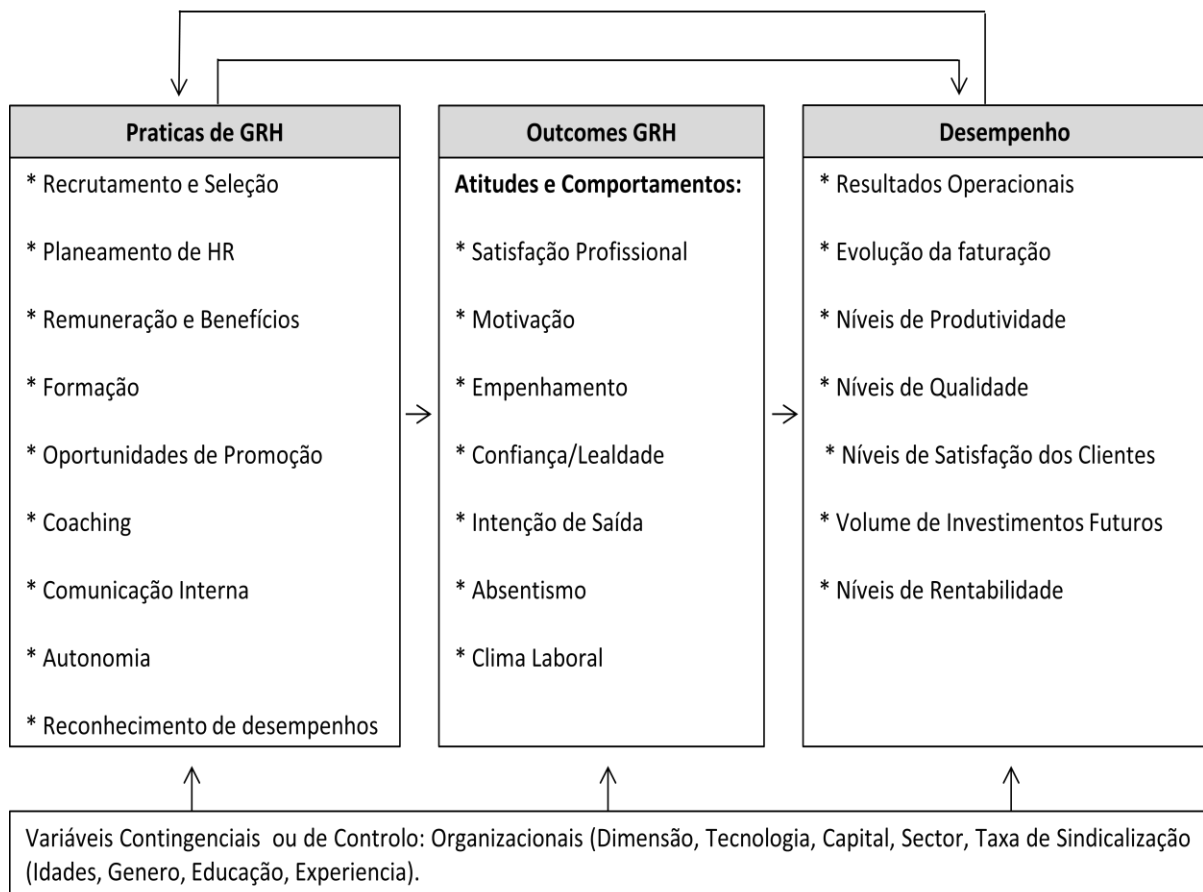 Praticas de GRH
* Recrutamento e Seleção
* Planeamento de HR
* Remuneração e Benefícios
* Formação
* Oportunidades de Promoção
* Coaching
* Comunicação Interna
* Autonomia
* Reconhecimento de desempenhos
Outcomes GRH
Atitudes e Comportamentos:
* Satisfação Profissional
* Motivação
* Empenhamento
* Confiança/Lealdade
* Intenção de Saída
* Absentismo
* Clima Laboral
Desempenho
* Resultados Operacionais
* Evolução da faturação
* Níveis de Produtividade
* Níveis de Qualidade
* Níveis de Satisfação dos Clientes
* Volume de Investimentos Futuros
* Níveis de Rentabilidade
Variáveis Contingenciais ou de Controlo: Organizacionais (Dimensão, Tecnologia, Capital, Sector, Taxa de Sindicalização
(Idades, Genero, Educação, Experiencia).